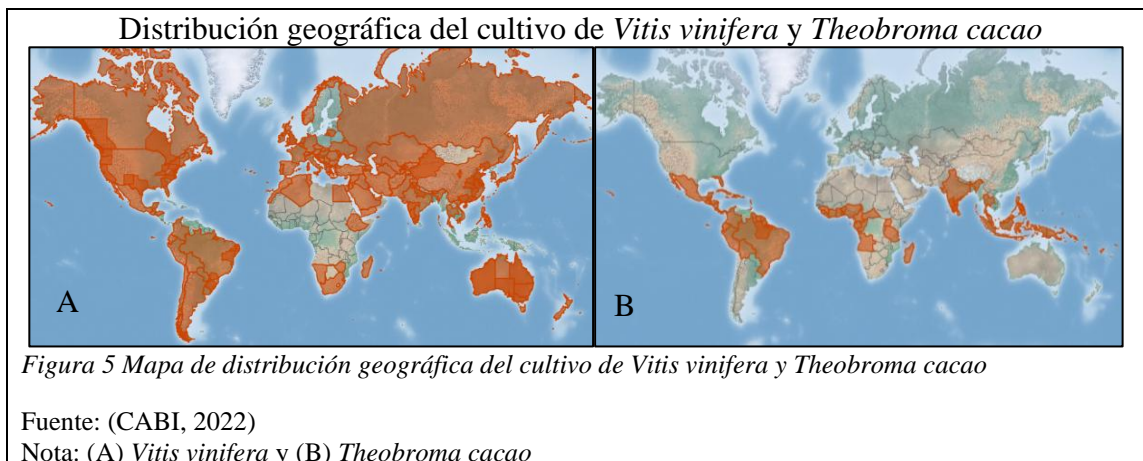 Distribución geográfica del cultivo de Vitis vinifera y Theobroma cacao
A
B
Figura 5 Mapa de distribución geográfica del cultivo de Vitis vinifera y Theobroma cacao
Fuente: (CABI, 2022)
Nota: (A) Vitis vinifera y (B) Theobroma cacao